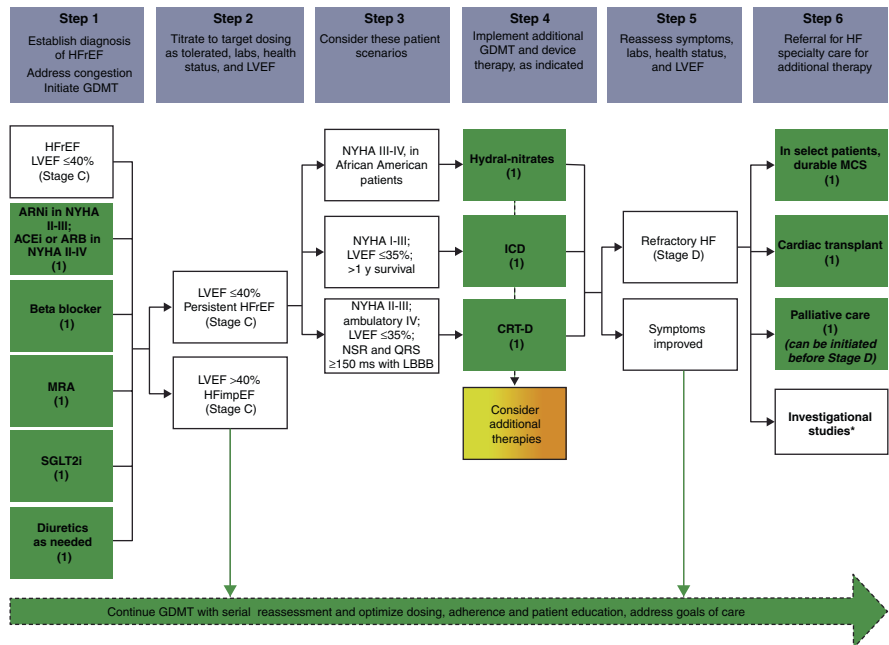 Step 1
Establish diagnosis
of HFrEF
Address congestion
Initiate GDMT
Step 2
Titrate to target dosing
as tolerated, labs, health
status, and LVEF
Step 3
Consider these patient
scenarios
Step 4
Implement additional
GDMT and device
therapy, as indicated
Step 5
Reassess symptoms,
labs, health status,
and LVEF
Step 6
Referral for HF
specialty care for
additional therapy
HFrEF
LVEF ≤40%
(Stage C)
ARNi in NYHA
II-III;
ACEi or ARB in
NYHA II-IV
(1)
Beta blocker
(1)
MRA
(1)
SGLT2i
(1)
Diuretics
as needed
(1)
LVEF ≤40%
Persistent HFrEF
(Stage C)
LVEF >40%
HFimpEF
(Stage C)
NYHA III-IV, in
African American
patients
NYHA I-III;
LVEF ≤35%;
>1 y survival
NYHA II-III;
ambulatory IV;
LVEF ≤35%;
NSR and QRS
≥150 ms with LBBB
Hydral-nitrates
(1)
ICD
(1)
CRT-D
(1)
Consider
additional
therapies
Refractory HF
(Stage D)
Symptoms
improved
In select patients,
durable MCS
(1)
Cardiac transplant
(1)
Palliative care
(1)
(can be initiated
before Stage D)
Investigational
studies*
Continue GDMT with serial reassessment and optimize dosing, adherence and patient education, address goals of care